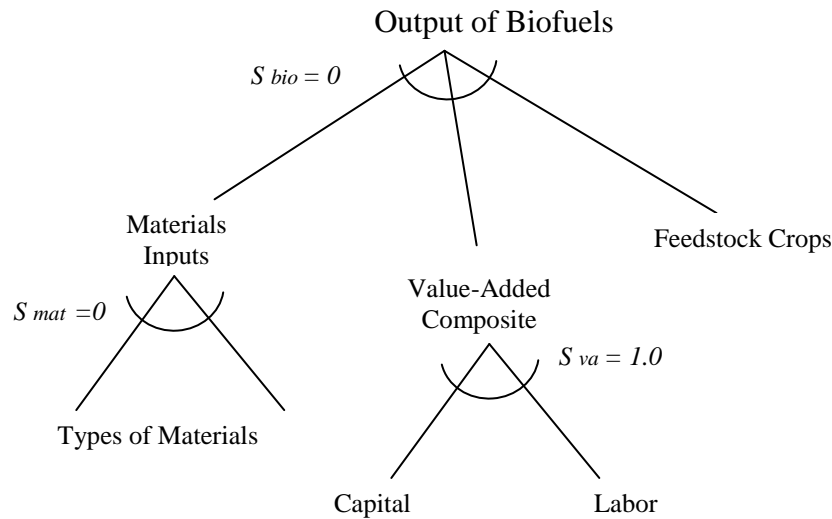 Output of Biofuels
S bio = 0
Materials
Inputs
Feedstock Crops
Value-Added
Composite
S mat =0
S va = 1.0
Types of Materials
Capital
Labor